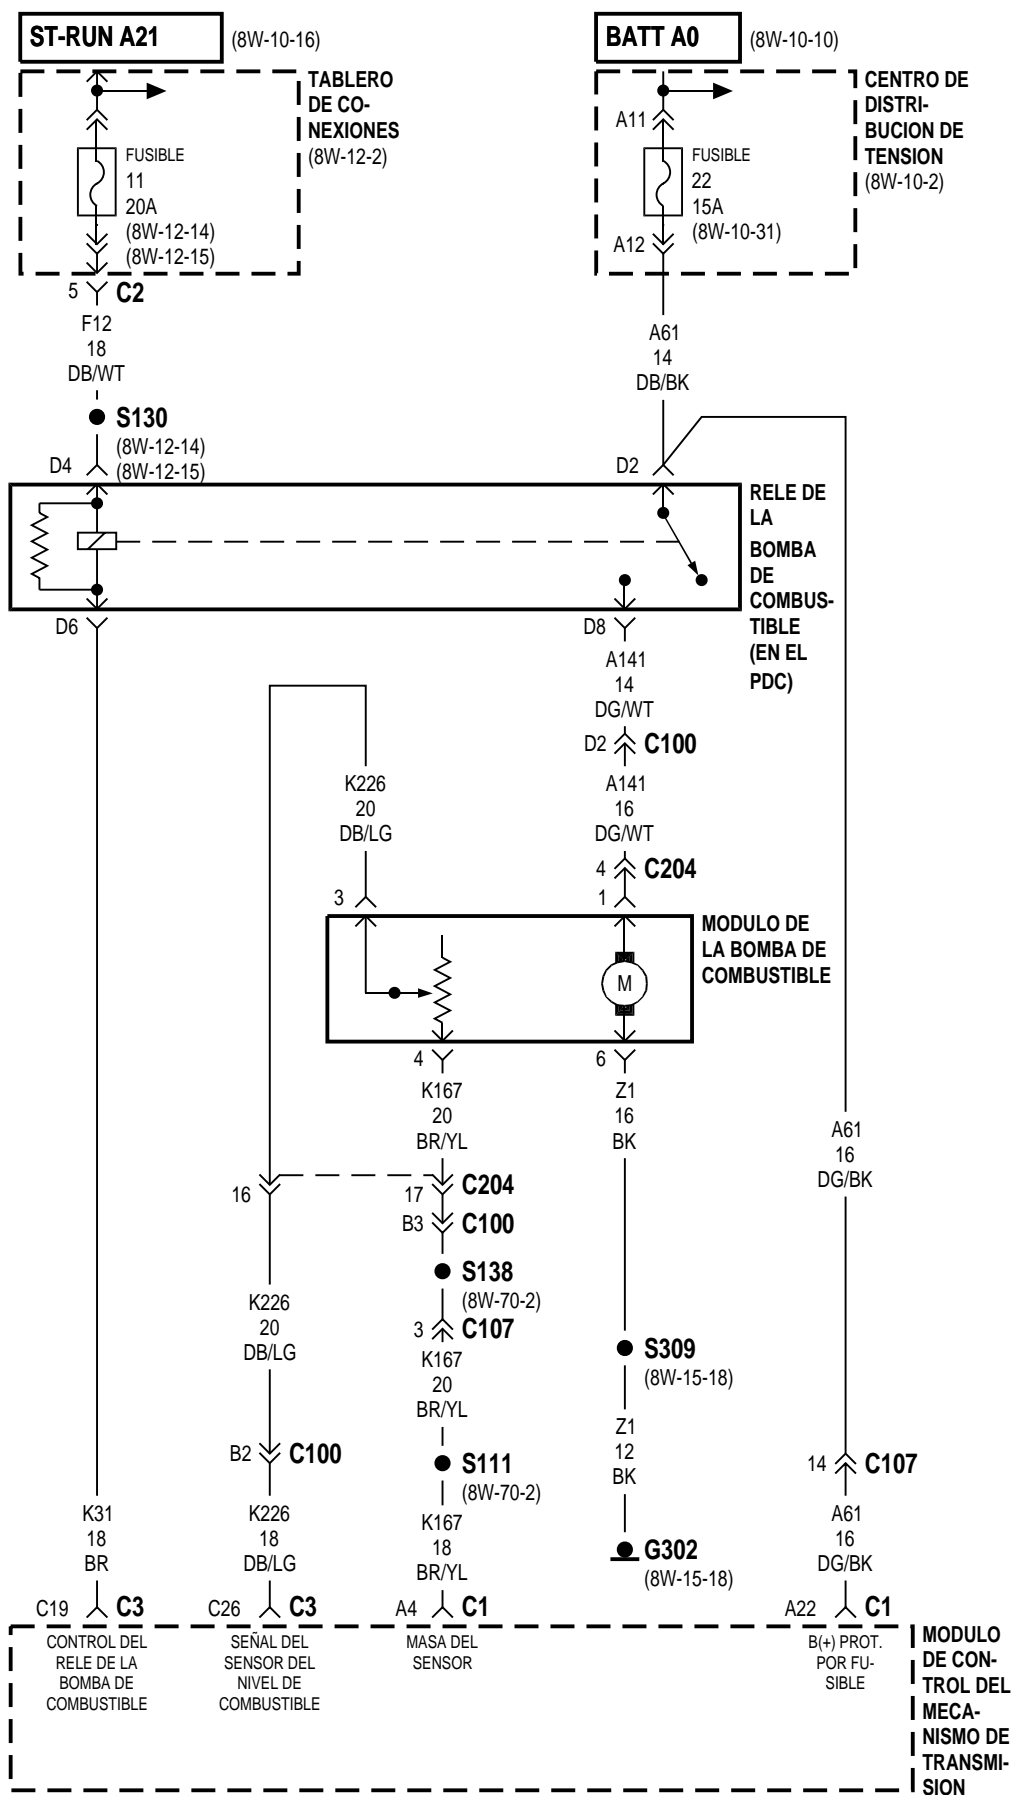 ST-RUN A21
(8W-10-16)
BATT A0
(8W-10-10)
TABLERO
DE CO-
NEXIONES
(8W-12-2)
FUSIBLE
11
20A
(8W-12-14)
(8W-12-15)
5
C2
F12
18
DB/WT
S130
(8W-12-14)
(8W-12-15)
D4
CENTRO DE
DISTRI-
BUCION DE
TENSION
(8W-10-2)
A11
FUSIBLE
22
15A
(8W-10-31)
A12
A61
14
DB/BK
D2
RELE DE
LA
BOMBA
DE
COMBUS-
TIBLE
(EN EL
PDC)
D6
D8
A141
14
DG/WT
D2
C100
A141
16
DG/WT
4
C204
K226
20
DB/LG
3
1
MODULO DE
LA BOMBA DE
COMBUSTIBLE
M
4
6
K167
20
BR/YL
Z1
16
BK
A61
16
DG/BK
16
17
C204
B3
C100
S138
(8W-70-2)
3
C107
K226
20
DB/LG
K167
20
BR/YL
S309
(8W-15-18)
Z1
12
BK
B2
C100
S111
(8W-70-2)
14
C107
K31
18
BR
K226
18
DB/LG
K167
18
BR/YL
G302
(8W-15-18)
A61
16
DG/BK
C19
C3
C26
C3
A4
C1
A22
C1
CONTROL DEL
RELE DE LA
BOMBA DE
COMBUSTIBLE
SEÑAL DEL
SENSOR DEL
NIVEL DE
COMBUSTIBLE
MASA DEL
SENSOR
B(+) PROT.
POR FU-
SIBLE
MODULO
DE CON-
TROL DEL
MECA-
NISMO DE
TRANSMI-
SION